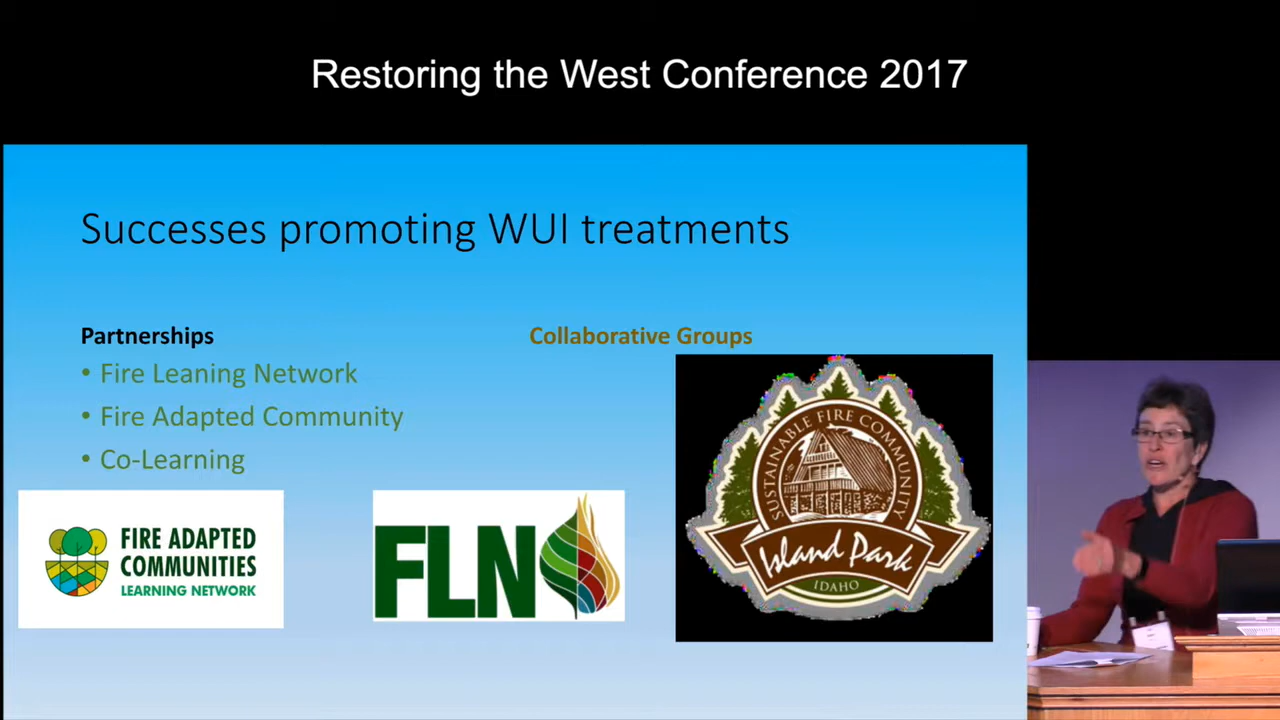 Restoring the West Conference 2017
Successes promoting WUI treatments
Partnerships
• Fire Leaning Network
• Fire Adapted Community
• Co-Learning
Collaborative Groups
FIRE ADAPTED
COMMUNITIES
LEARNING NETWORK
FLN
SUSTAINABLE FIRE COMMUNITY
Island Park
IDAHO